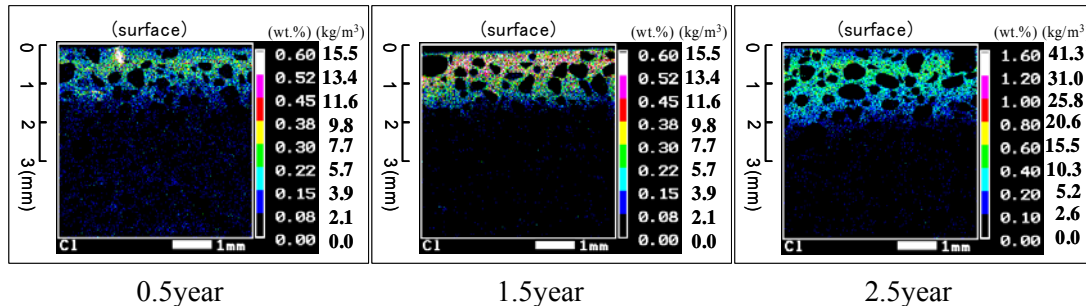 (surface) (wt.%) (kg/m³)
0 0.60 15.5
0.52 13.4
1 0.45 11.6
0.38 9.8
2 0.30 7.7
0.22 5.7
3 (mm) 0.15 3.9
0.08 2.1
Cl 1mm 0.00 0.0
0.5year
(surface) (wt.%) (kg/m³)
0 0.60 15.5
0.52 13.4
1 0.45 11.6
0.38 9.8
2 0.30 7.7
0.22 5.7
3 (mm) 0.15 3.9
0.08 2.1
Cl 1mm 0.00 0.0
1.5year
(surface) (wt.%) (kg/m³)
0 1.60 41.3
1.20 31.0
1 1.00 25.8
0.80 20.6
2 0.60 15.5
0.40 10.3
3 (mm) 0.20 5.2
0.10 2.6
Cl 1mm 0.00 0.0
2.5year